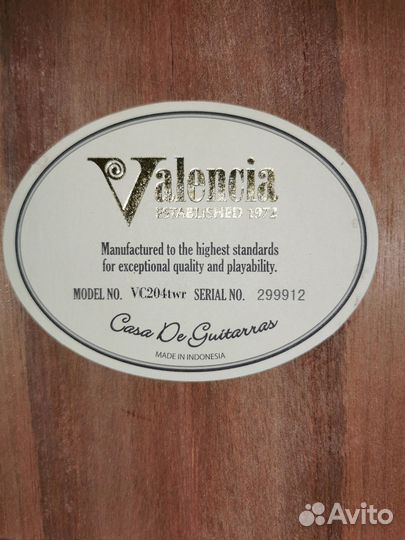 Valencia
ESTABLISHED 1972
Manufactured to the highest standards
for exceptional quality and playability.
MODEL NO. VC204twr SERIAL NO. 299912
Casa De Guitarras
MADE IN INDONESIA
Avito